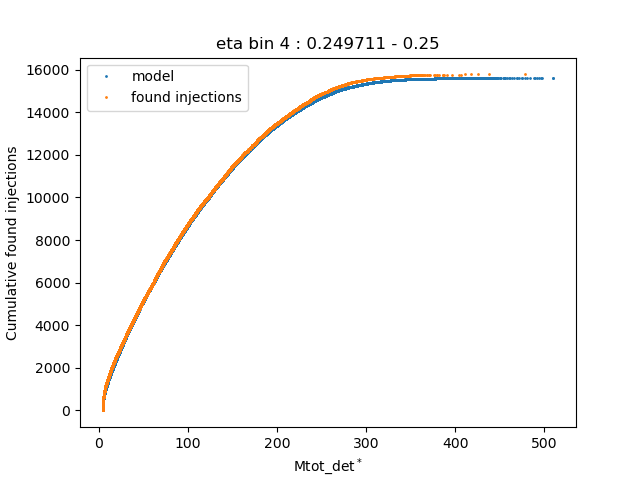 eta bin 4 : 0.249711 - 0.25
model
found injections
Cumulative found injections
16000
14000
12000
10000
8000
6000
4000
2000
0
0 100 200 300 400 500
Mtot_det*